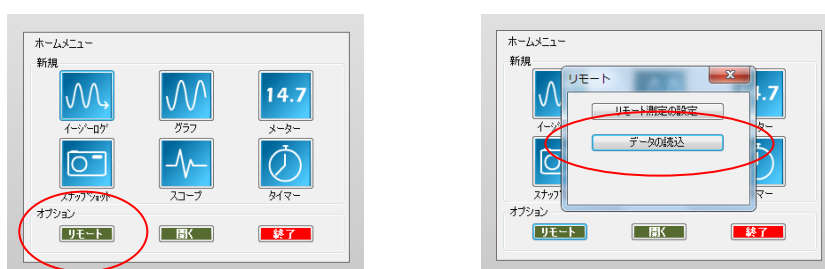 ホームメニュー
新規
14.7
イージーログ
グラフ
メーター
スナップショット
スコープ
タイマー
オプション
リモート
開く
終了
ホームメニュー
新規
リモート
x
リモート測定の設定
データの読込
.7
イージ
ター
スナップ
マー
オプション
リモート
開く
終了